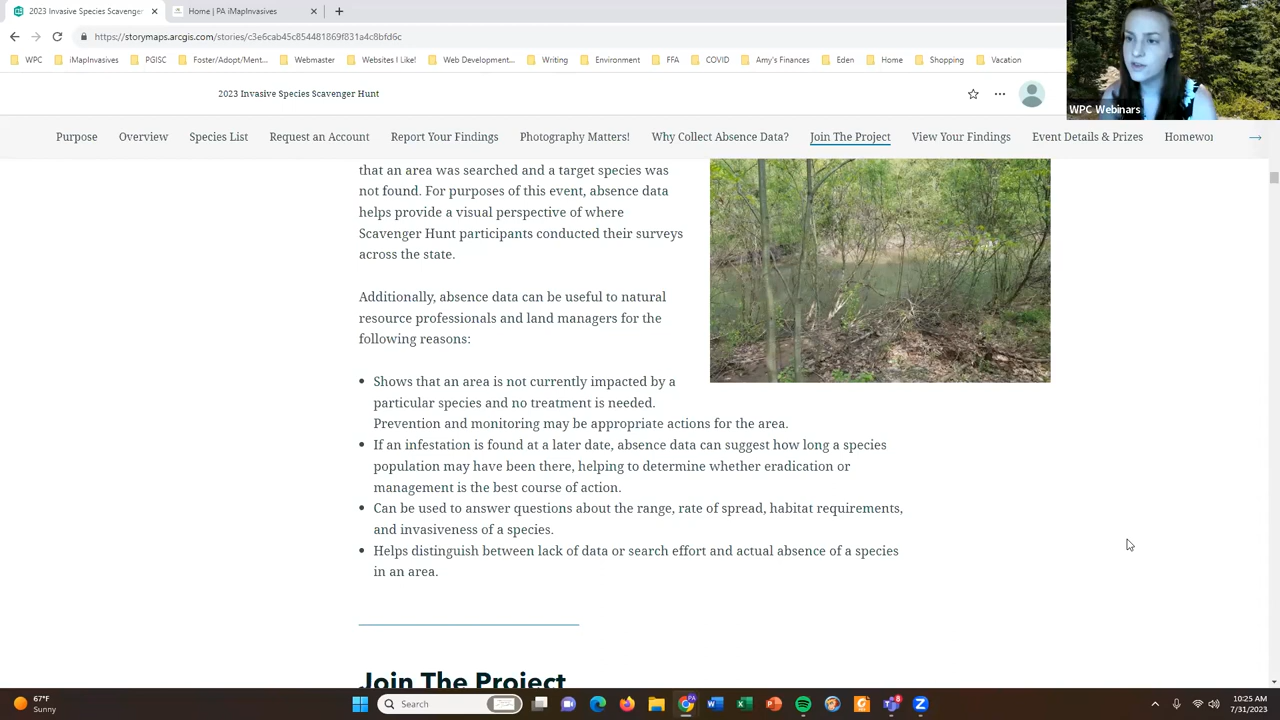 2023 Invasive Species Scavenger
Home | PA iMapInvasives
https://storymaps.arcgis.com/stories/c3e6cab45c854481869f831a4c8bfd6c
WPC iMapInvasives PGISC Foster/Adopt/Ment... Webmaster Websites I Like! Web Development... Writing Environment FFA COVID Amy's Finances Eden Home Shopping Vacation
WPC Webinars
2023 Invasive Species Scavenger Hunt
Purpose Overview Species List Request an Account Report Your Findings Photography Matters! Why Collect Absence Data? Join The Project View Your Findings Event Details & Prizes Homewor
that an area was searched and a target species was
not found. For purposes of this event, absence data
helps provide a visual perspective of where
Scavenger Hunt participants conducted their surveys
across the state.
Additionally, absence data can be useful to natural
resource professionals and land managers for the
following reasons:
Shows that an area is not currently impacted by a
particular species and no treatment is needed.
Prevention and monitoring may be appropriate actions for the area.
If an infestation is found at a later date, absence data can suggest how long a species
population may have been there, helping to determine whether eradication or
management is the best course of action.
Can be used to answer questions about the range, rate of spread, habitat requirements,
and invasiveness of a species.
Helps distinguish between lack of data or search effort and actual absence of a species
in an area.
Join The Project
67°F
Sunny
Search
10:25 AM
7/31/2023